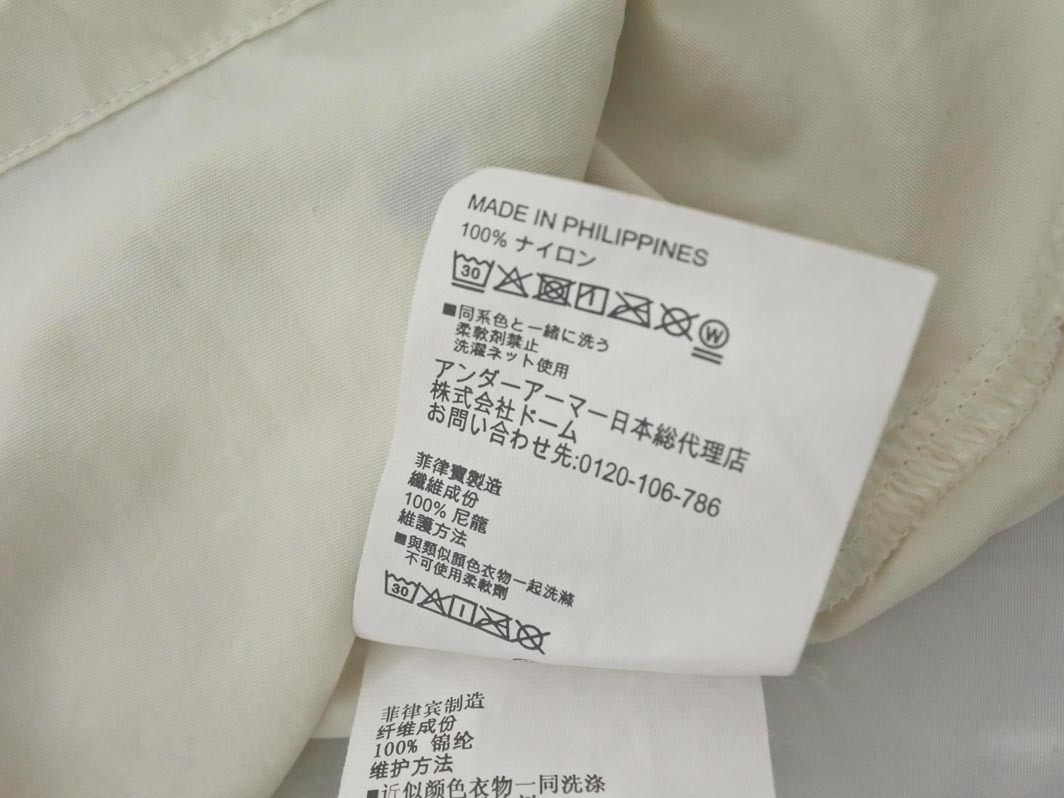 MADE IN PHILIPPINES
100% ナイロン
30
W
■同系色と一緒に洗う
柔軟剤禁止
洗濯ネット使用
アンダーアーマー日本総代理店
株式会社ドーム
お問い合わせ先:0120-106-786
菲律賓製造
纖維成份
100% 尼龍
維護方法
■與類似顏色衣物一起洗滌
不可使用柔軟劑
30
菲律宾制造
纤维成份
100% 锦纶
维护方法
■近似颜色衣物一同洗涤